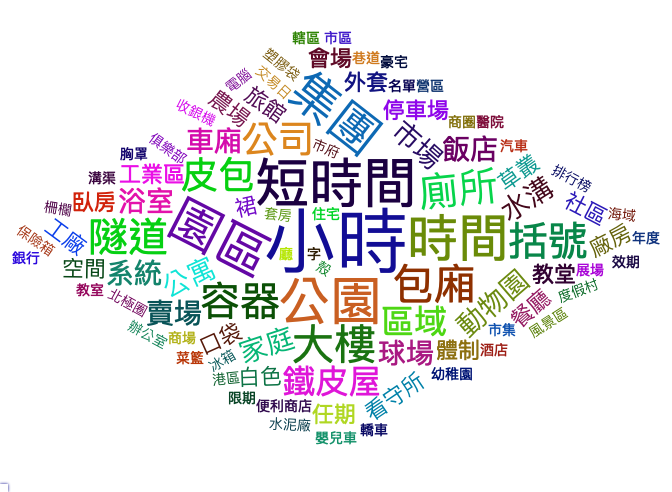 轄區
市區
會場
巷道
豪宅
塑膠袋
交易日
電腦
集團
外套
名單
營區
收銀機
農場
旅館
停車場
商圈
醫院
俱樂部
車廂
公司
市府
市場
飯店
汽車
胸罩
工業區
皮包
短時間
廁所
草叢
排行榜
溝渠
臥房
浴室
裙
套房
住宅
水溝
社區
海域
柵欄
工廠
隧道
園區
小時
時間
括號
廠房
年度
保險箱
銀行
空間
系統
公寓
廳
字
殼
包廂
教堂
展場
效期
教室
北極圈
賣場
容器
公園
區域
動物園
餐廳
度假村
風景區
辦公室
商場
口袋
家庭
大樓
球場
體制
市集
酒店
菜籃
冰箱
港區
白色
鐵皮屋
看守所
幼稚園
限期
便利商店
任期
水泥廠
嬰兒車
轎車